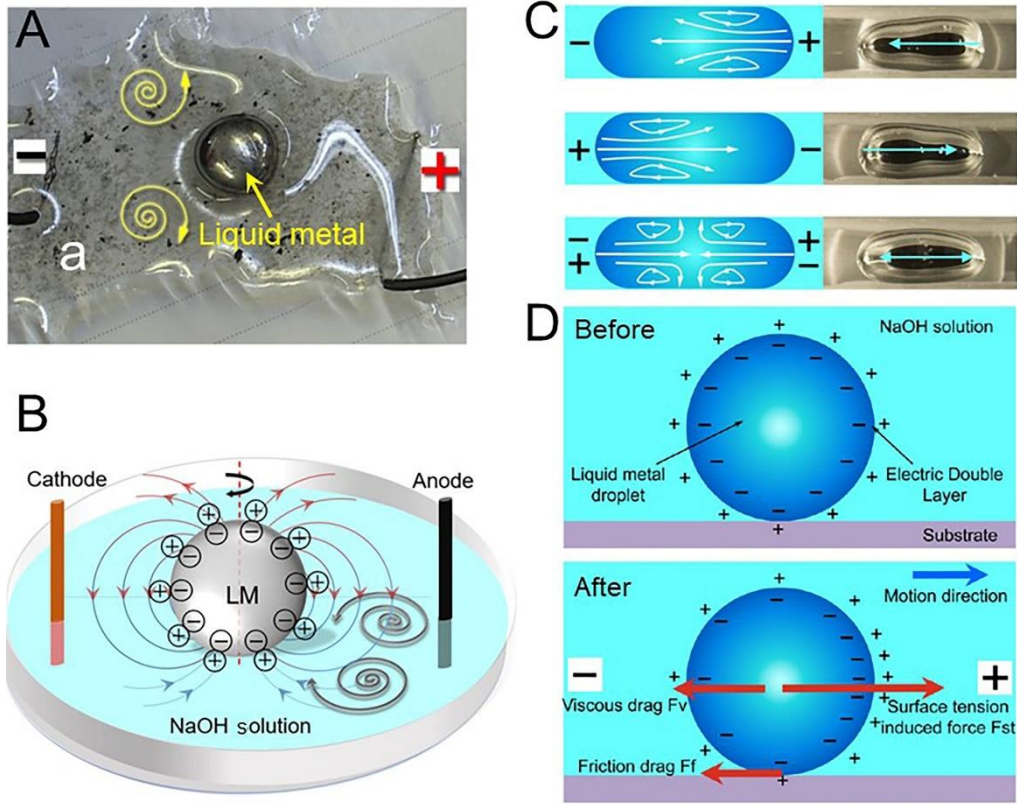 A
−
+
Liquid metal
a
B
Cathode
Anode
LM
NaOH solution
C
− +
+ −
− +
+ −
D
Before
NaOH solution
Liquid metal
droplet
Electric Double
Layer
Substrate
After
Motion direction
− +
Viscous drag Fv
Surface tension
induced force Fst
Friction drag Ff